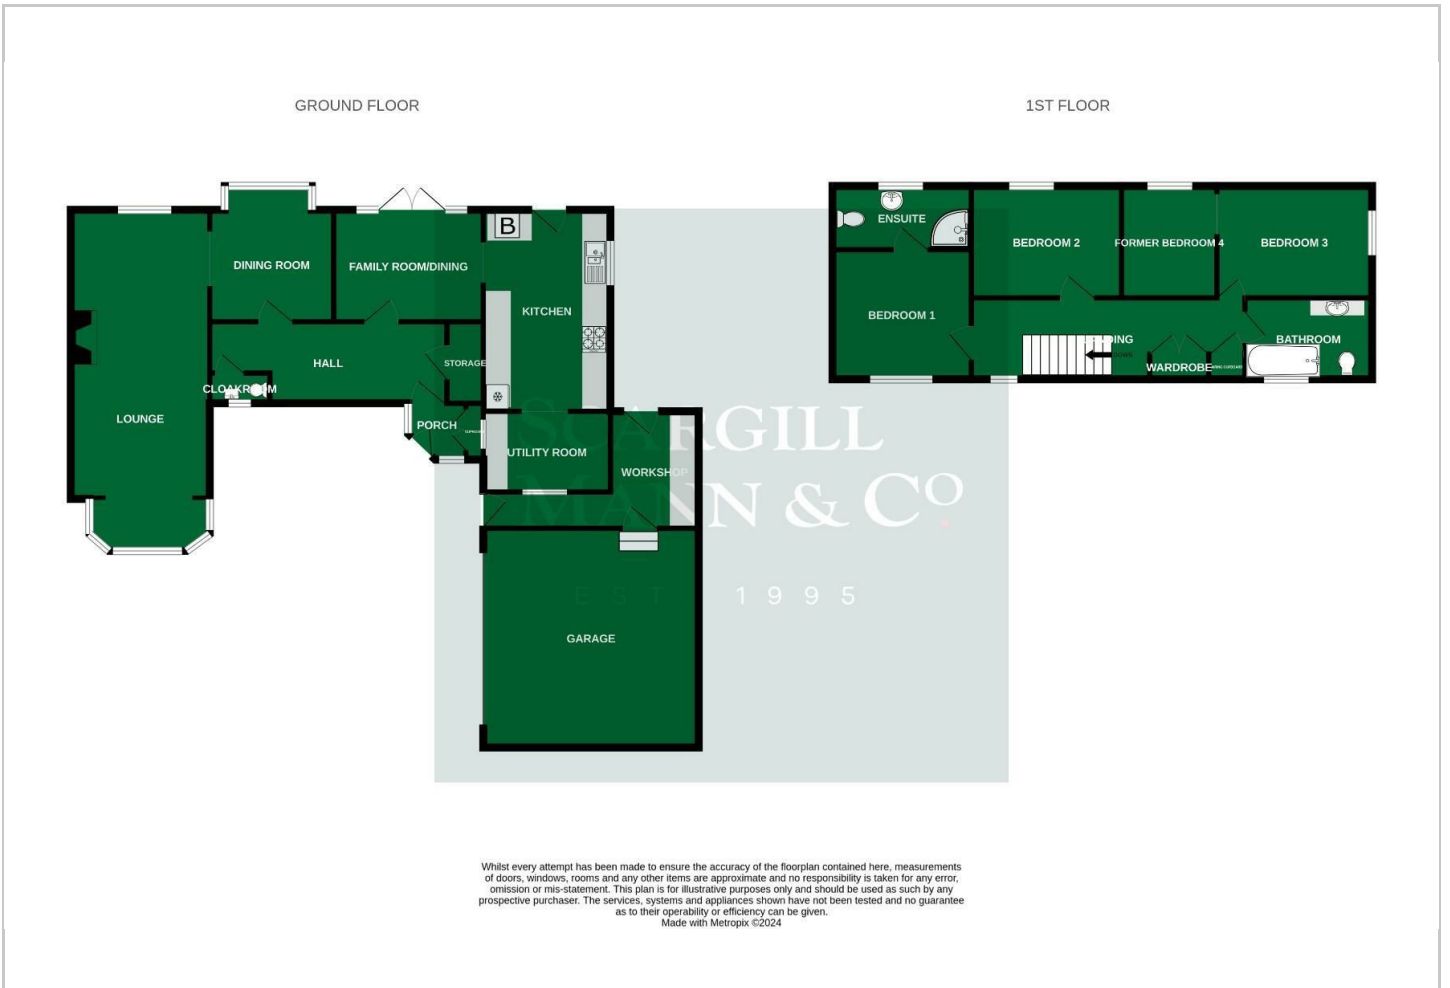 GROUND FLOOR
1ST FLOOR
DINING ROOM
FAMILY ROOM/DINING
B
KITCHEN
HALL
STORAGE
CLOAKROOM
LOUNGE
PORCH
CUPBOARD
UTILITY ROOM
WORKSHOP
GARAGE
ENSUITE
BEDROOM 1
BEDROOM 2
FORMER BEDROOM 4
BEDROOM 3
LANDING
DOWN
WARDROBE
BATHROOM
SCARGILL
MANN & CO.
EST 1995
Whilst every attempt has been made to ensure the accuracy of the floorplan contained here, measurements
of doors, windows, rooms and any other items are approximate and no responsibility is taken for any error,
omission or mis-statement. This plan is for illustrative purposes only and should be used as such by any
prospective purchaser. The services, systems and appliances shown have not been tested and no guarantee
as to their operability or efficiency can be given.
Made with Metropix ©2024